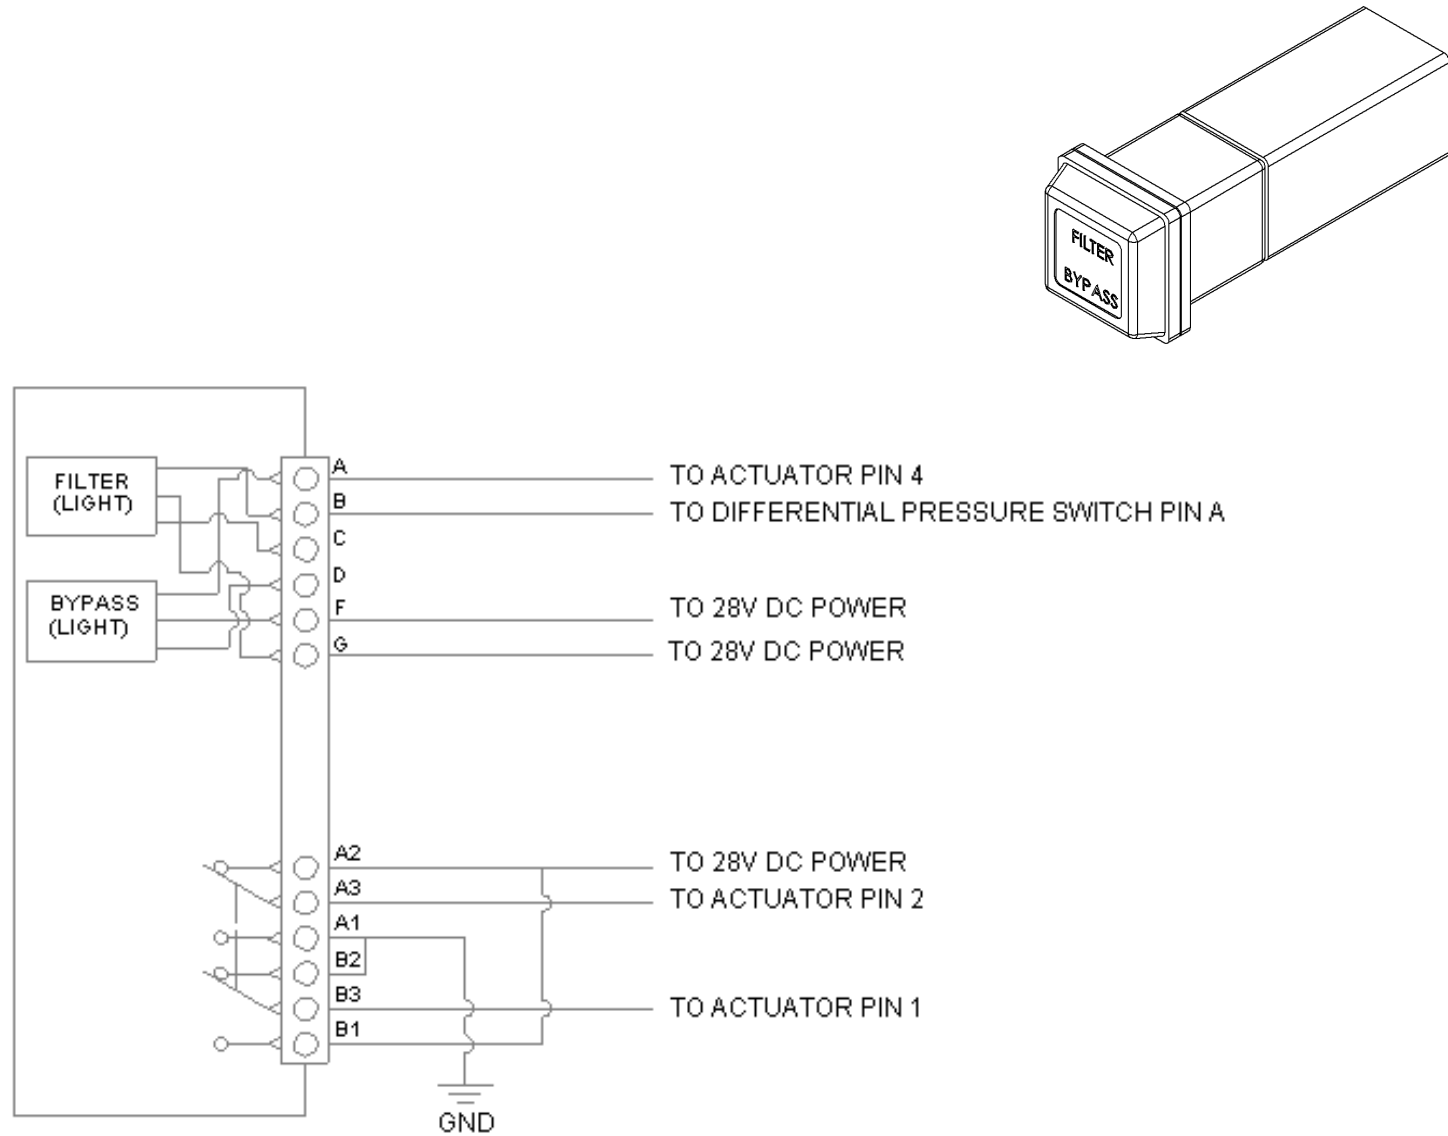 FILTER
BYPASS
FILTER
(LIGHT)
BYPASS
(LIGHT)
A
TO ACTUATOR PIN 4
B
TO DIFFERENTIAL PRESSURE SWITCH PIN A
C
D
F
TO 28V DC POWER
G
TO 28V DC POWER
A2
TO 28V DC POWER
A3
TO ACTUATOR PIN 2
A1
B2
B3
TO ACTUATOR PIN 1
B1
GND